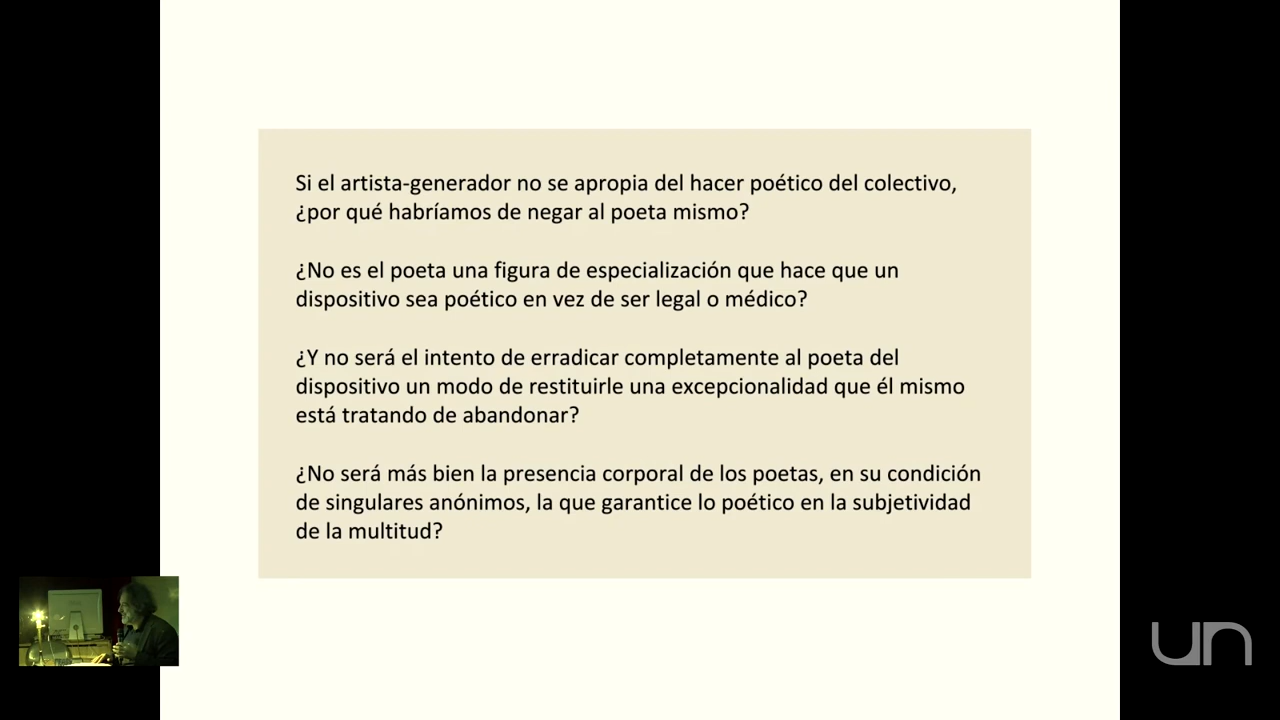 Si el artista-generador no se apropia del hacer poético del colectivo,
¿por qué habríamos de negar al poeta mismo?
¿No es el poeta una figura de especialización que hace que un
dispositivo sea poético en vez de ser legal o médico?
¿Y no será el intento de erradicar completamente al poeta del
dispositivo un modo de restituirle una excepcionalidad que él mismo
está tratando de abandonar?
¿No será más bien la presencia corporal de los poetas, en su condición
de singulares anónimos, la que garantice lo poético en la subjetividad
de la multitud?
un